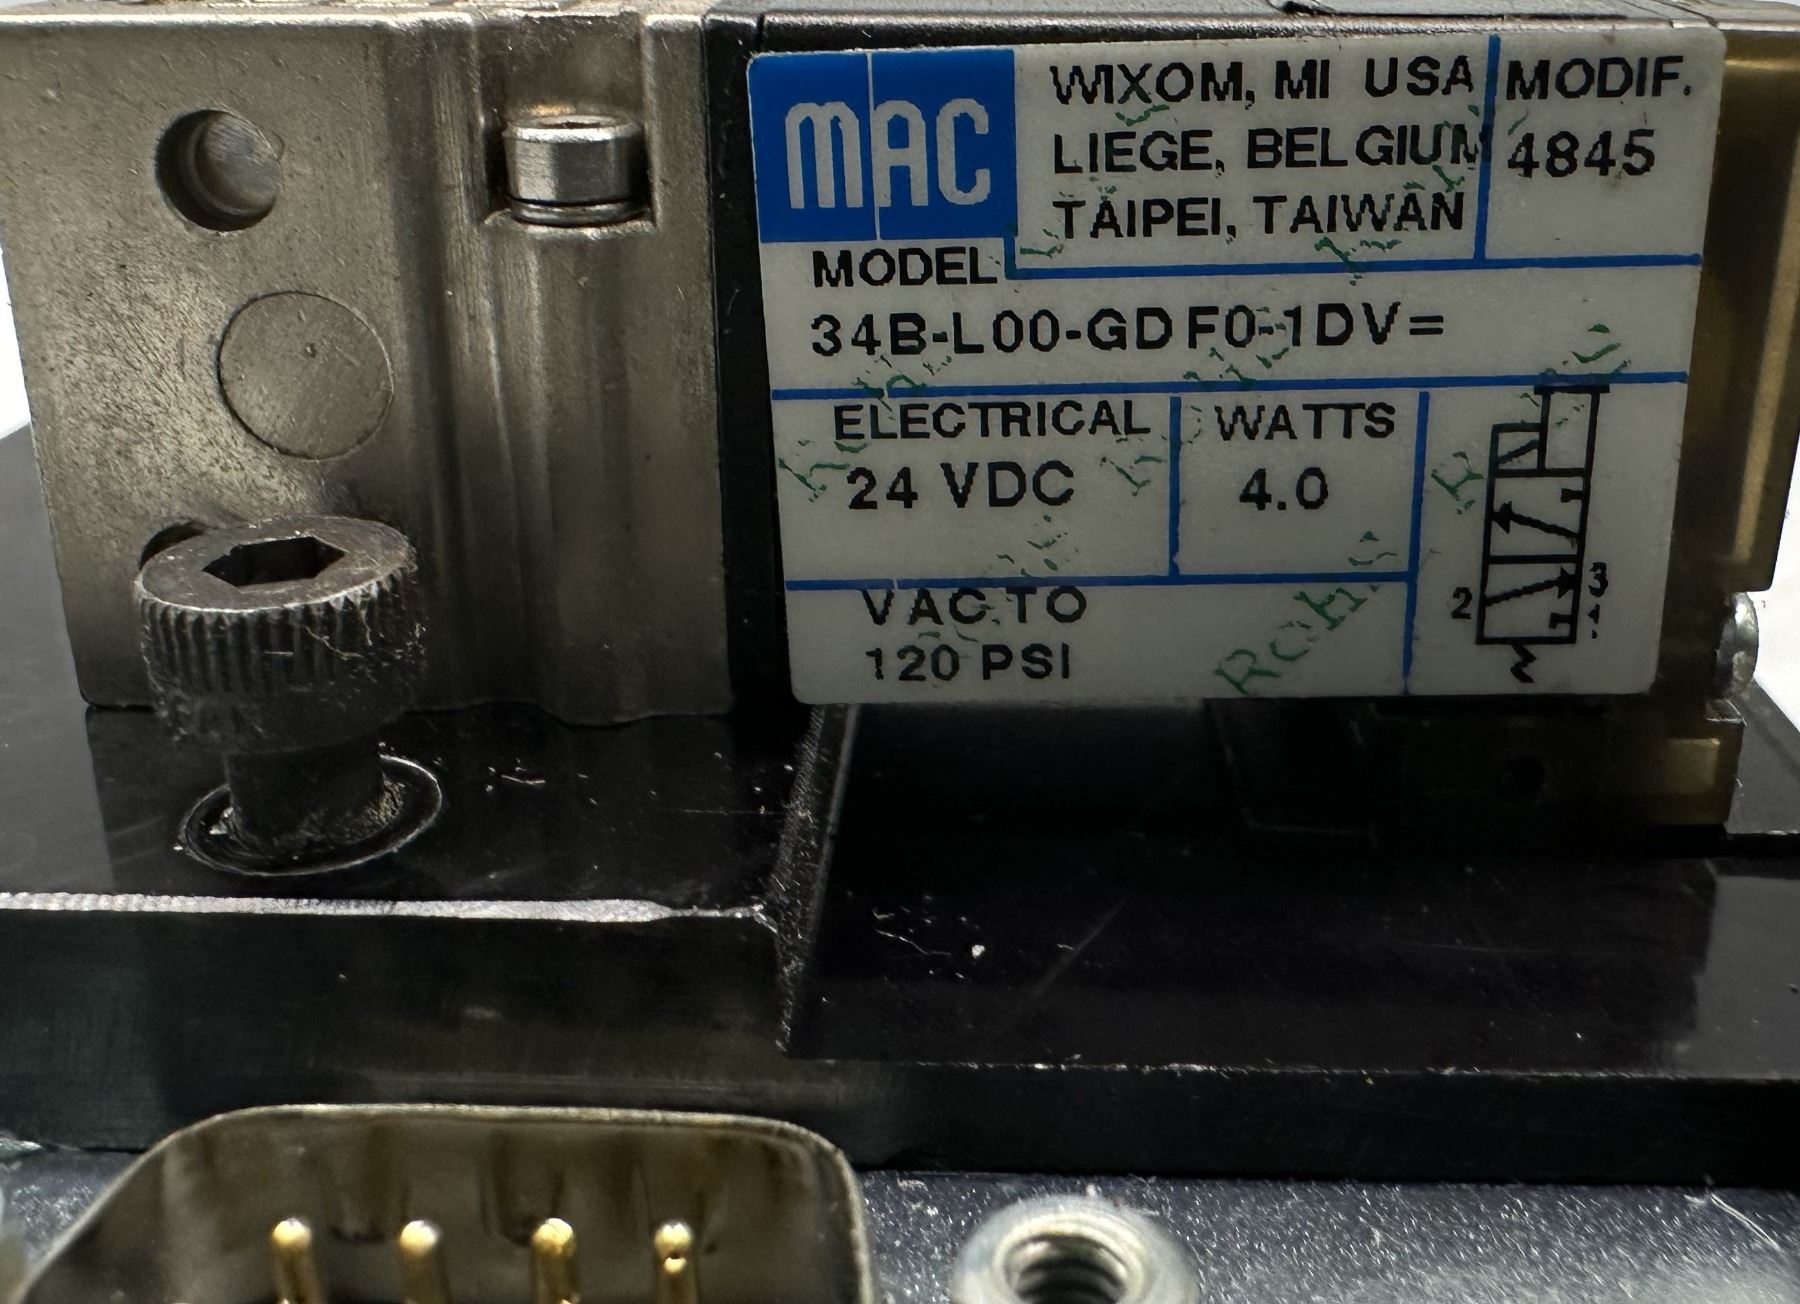 MAC
WIXOM, MI USA
LIEGE, BELGIUM
TAIPEI, TAIWAN
MODIF.
4845
MODEL
34B-L00-GDF0-1DV=
ELECTRICAL
24 VDC
WATTS
4.0
VAC TO
120 PSI
2
3
1